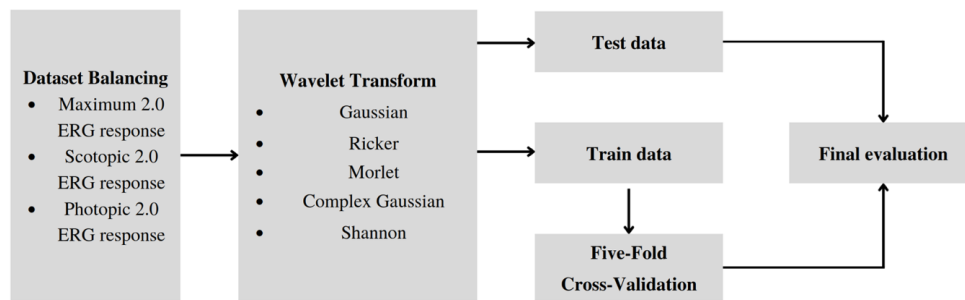 Dataset Balancing
• Maximum 2.0
ERG response
• Scotopic 2.0
ERG response
• Photopic 2.0
ERG response
Wavelet Transform
• Gaussian
• Ricker
• Morlet
• Complex Gaussian
• Shannon
Test data
Train data
Five-Fold
Cross-Validation
Final evaluation